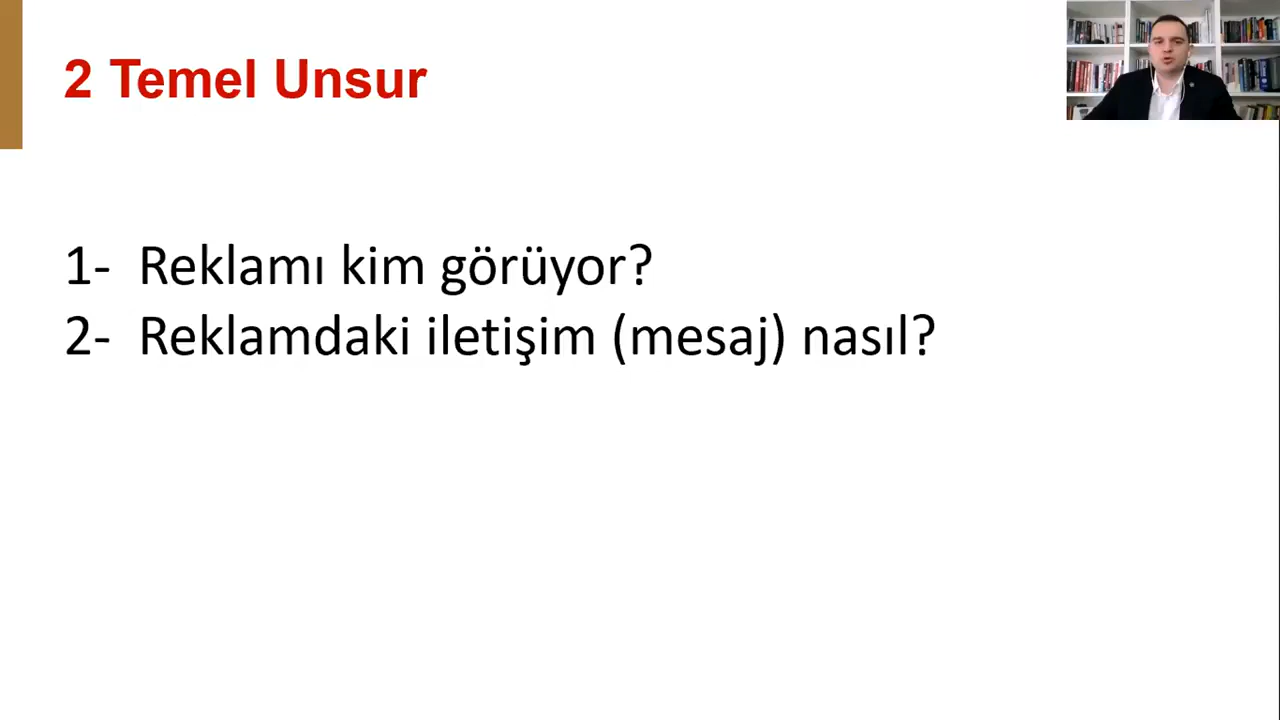 2 Temel Unsur
1- Reklamı kim görüyor?
2- Reklamdaki iletişim (mesaj) nasıl?